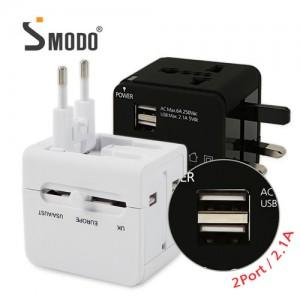 SMODO
POWER
AC Max.6A 250Vac
USB Max. 2.1A 5Vdc
USA/AUST
EUROPE
UK
AC
USB
2Port / 2.1A